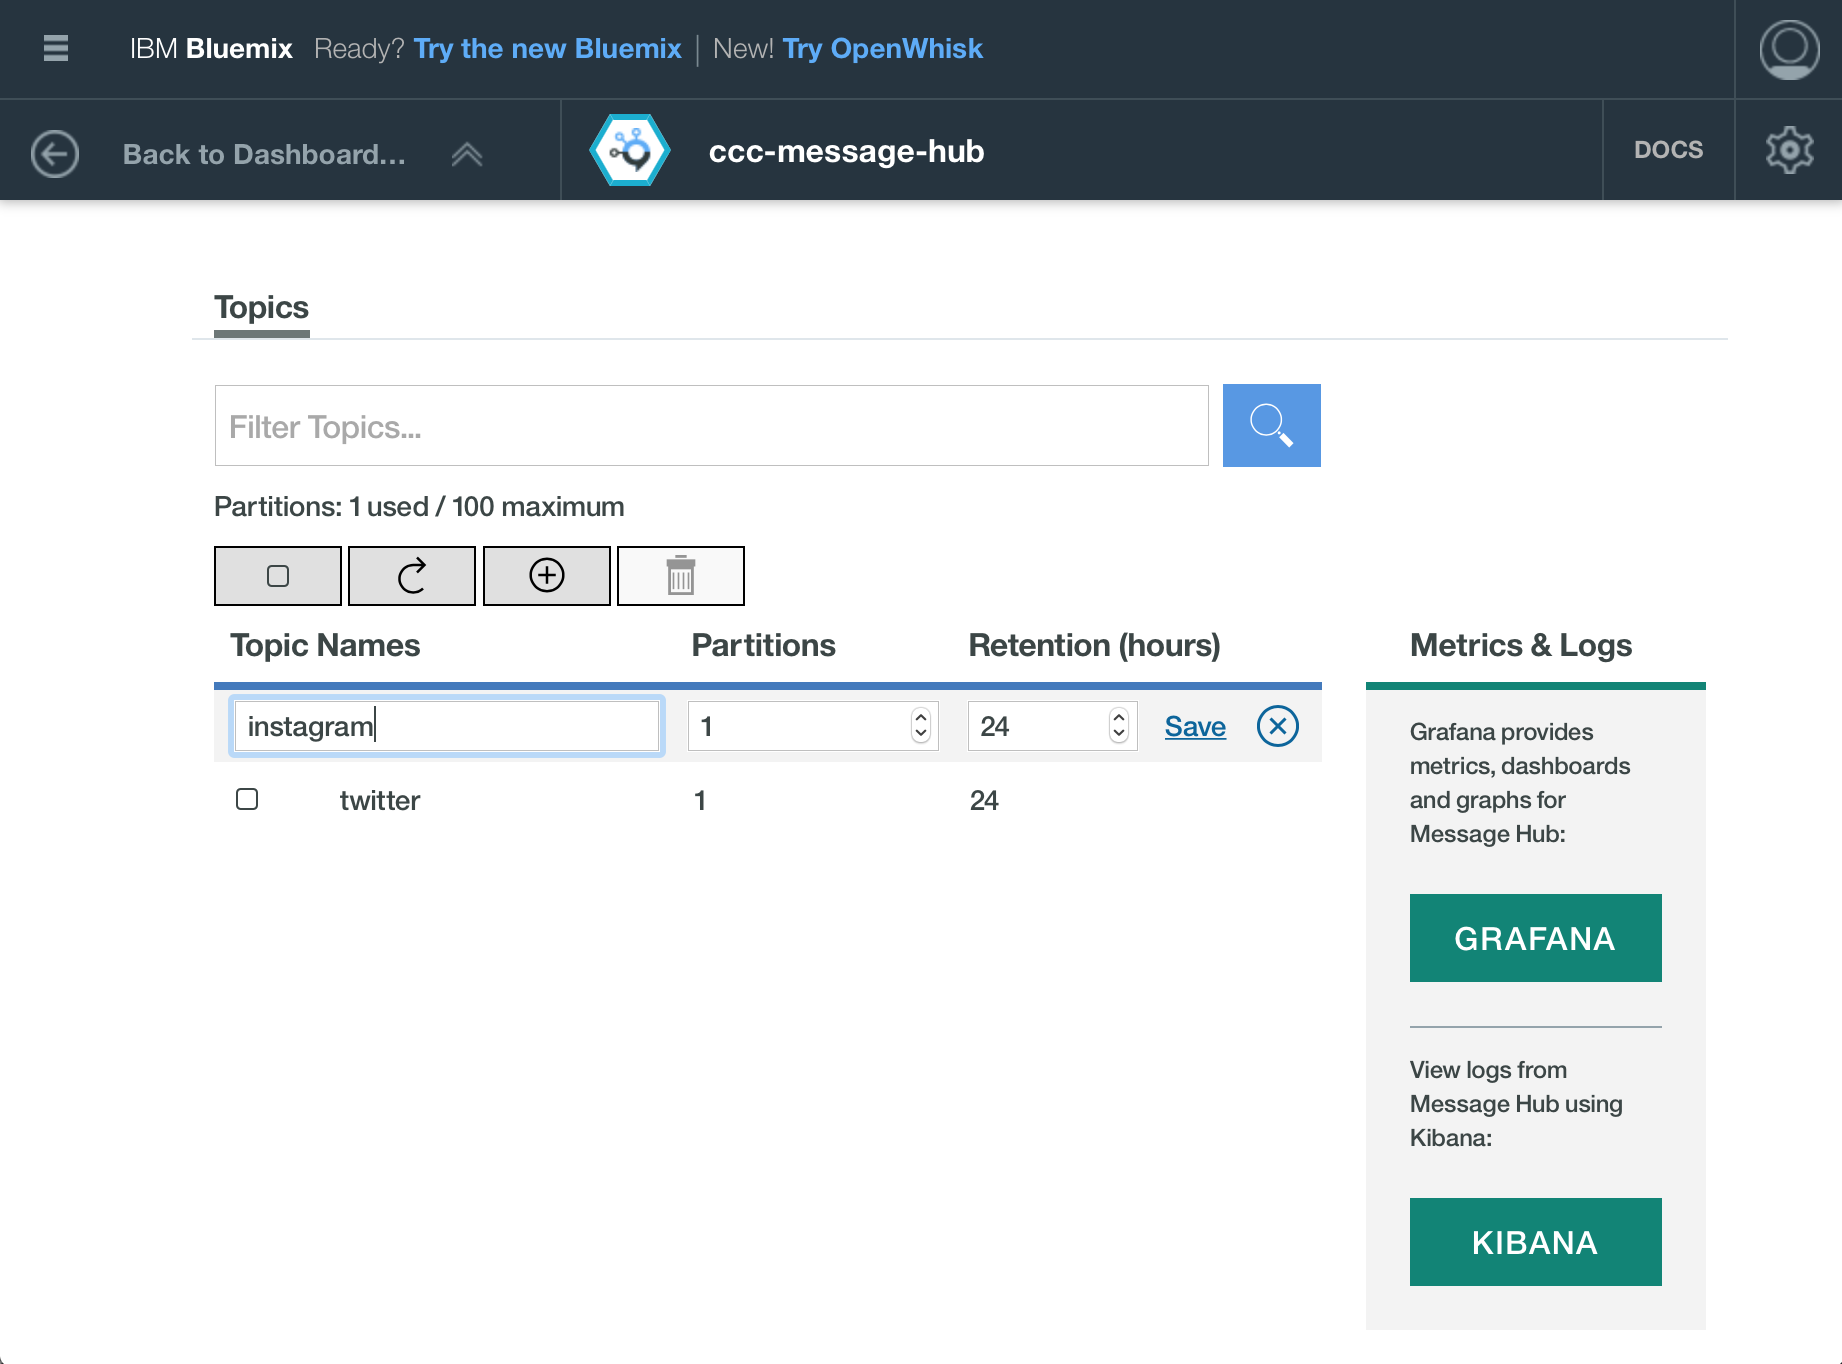 IBM Bluemix Ready? Try the new Bluemix | New! Try OpenWhisk
Back to Dashboard...
ccc-message-hub
DOCS
Topics
Filter Topics...
Partitions: 1 used / 100 maximum
Topic Names Partitions Retention (hours)
instagram 1 24 Save
twitter 1 24
Metrics & Logs
Grafana provides
metrics, dashboards
and graphs for
Message Hub:
GRAFANA
View logs from
Message Hub using
Kibana:
KIBANA